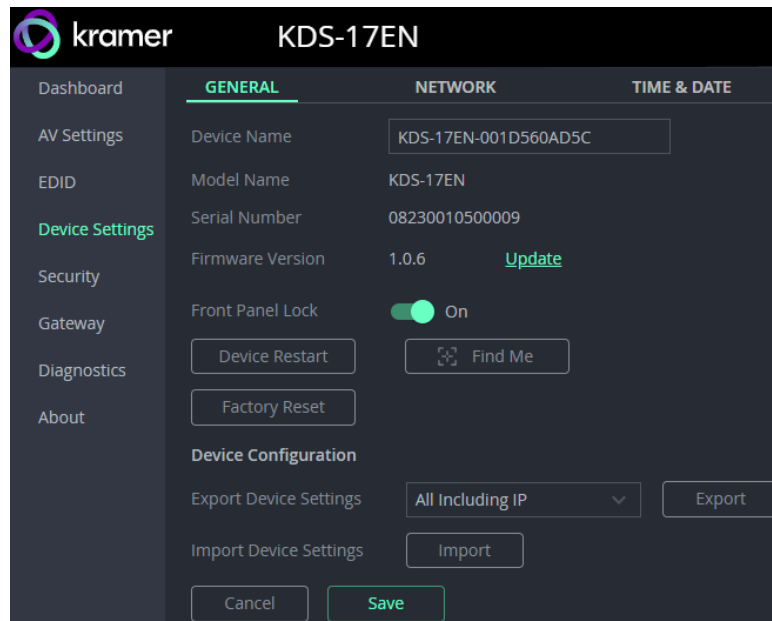 kramer KDS-17EN
Dashboard
AV Settings
EDID
Device Settings
Security
Gateway
Diagnostics
About
GENERAL NETWORK TIME & DATE
Device Name KDS-17EN-001D560AD5C
Model Name KDS-17EN
Serial Number 08230010500009
Firmware Version 1.0.6 Update
Front Panel Lock On
Device Restart Find Me
Factory Reset
Device Configuration
Export Device Settings All Including IP Export
Import Device Settings Import
Cancel Save